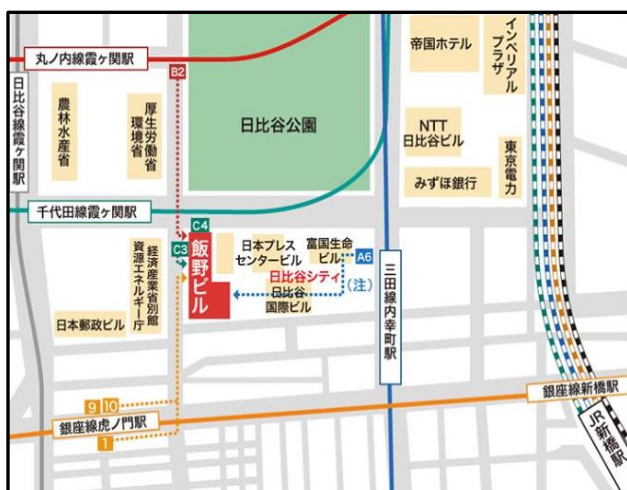 丸ノ内線霞ヶ関駅
B2
日比谷線霞ヶ関駅
農林水産省
厚生労働省
環境省
日比谷公園
帝国ホテル
インペリアル
プラザ
NTT
日比谷ビル
みずほ銀行
東京電力
千代田線霞ヶ関駅
C4
C3
飯野ビル
経済産業省別館
資源エネルギー庁
日本郵政ビル
日本プレス
センタービル
富国生命
ビル
A6
日比谷シティ
(注)
日比谷
国際ビル
三田線内幸町駅
9 10
銀座線虎ノ門駅
1
銀座線新橋駅
JR新橋駅